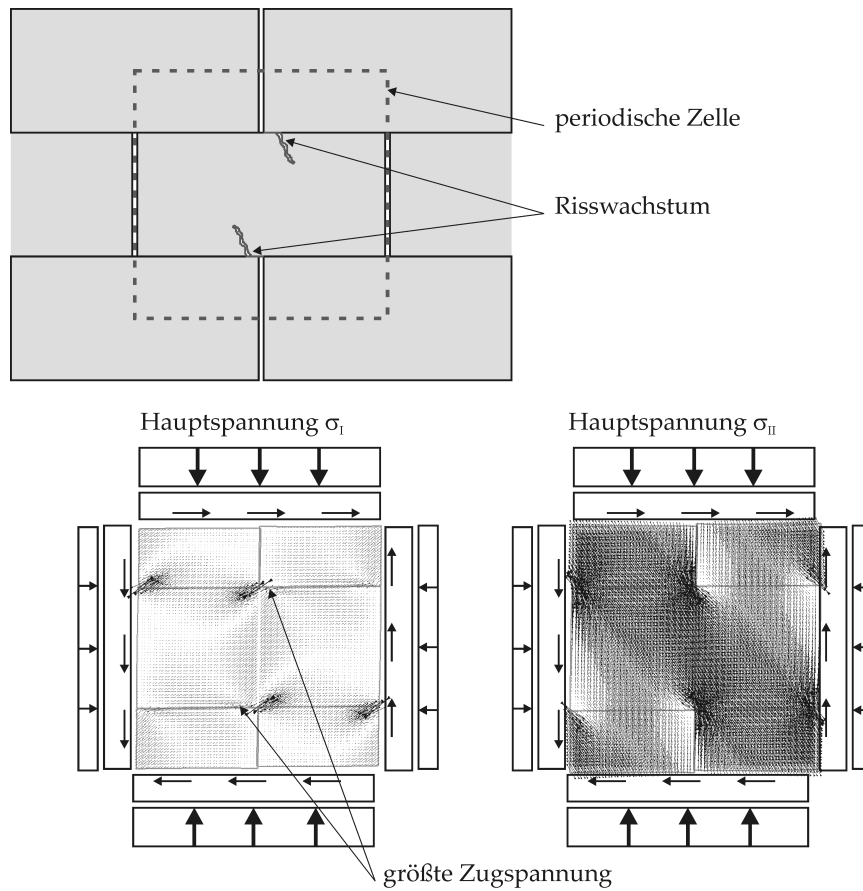 periodische Zelle
Risswachstum
Hauptspannung σI
Hauptspannung σII
größte Zugspannung